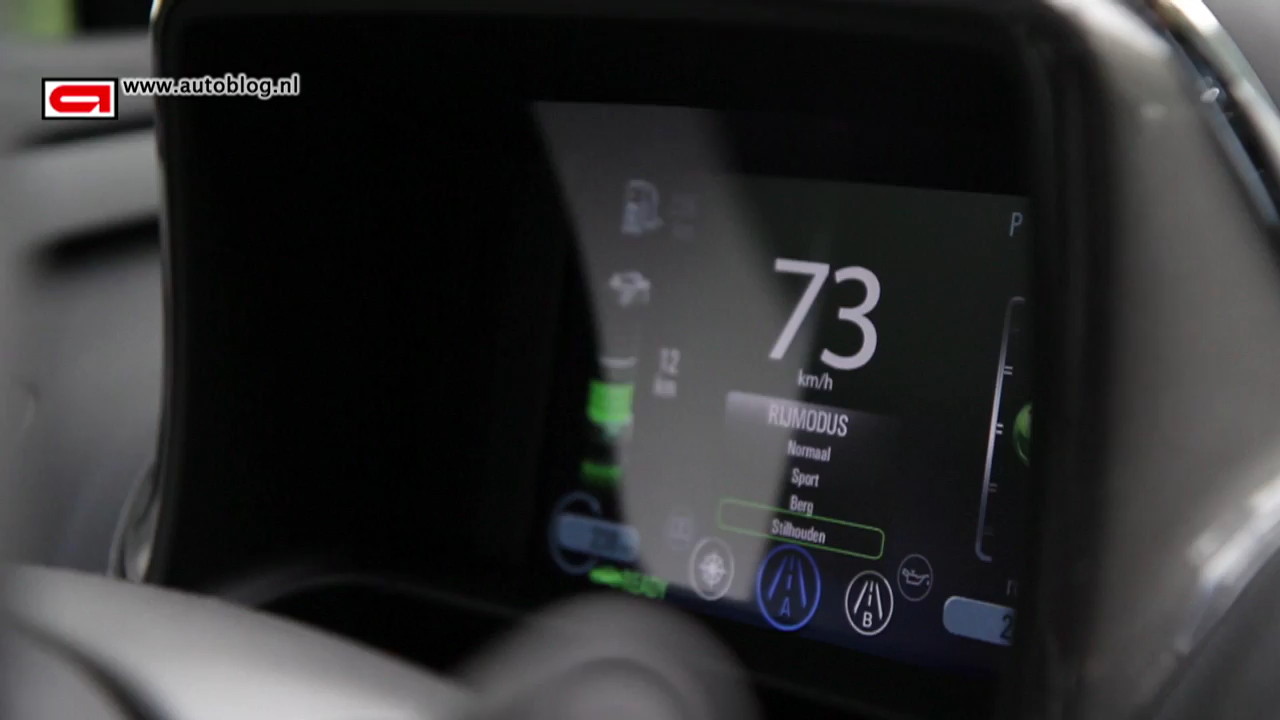 www.autoblog.nl
P
73
km/h
12
km
RIJMODUS
Normaal
Sport
Berg
Stilhouden
A
B